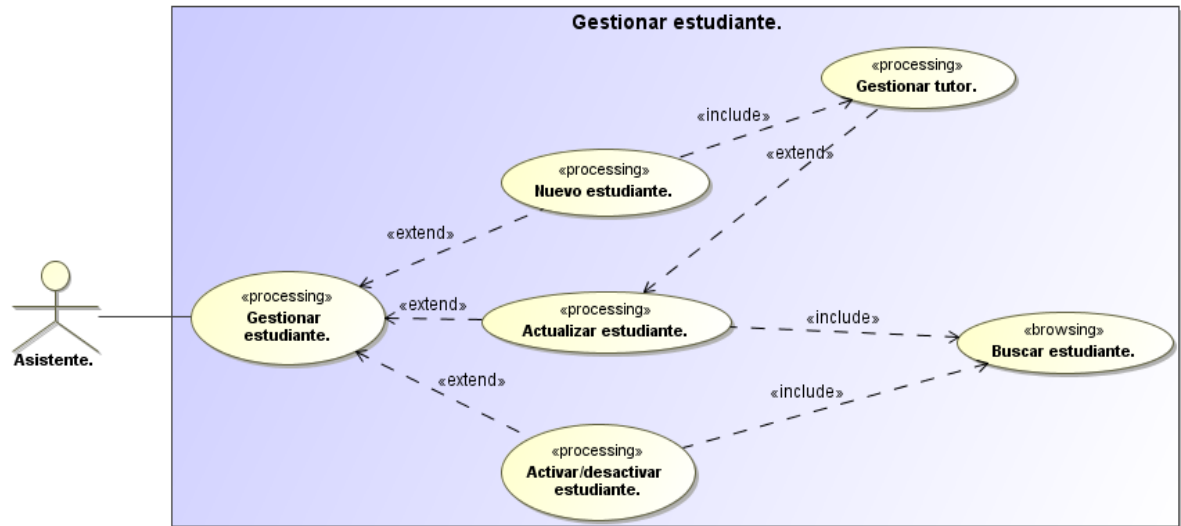 Gestionar estudiante.
«processing»
Gestionar tutor.
«include»
«extend»
«processing»
Nuevo estudiante.
«extend»
«processing»
Gestionar
estudiante.
«extend»
«processing»
Actualizar estudiante.
«include»
«browsing»
Buscar estudiante.
Asistente.
«extend»
«include»
«processing»
Activar/desactivar
estudiante.